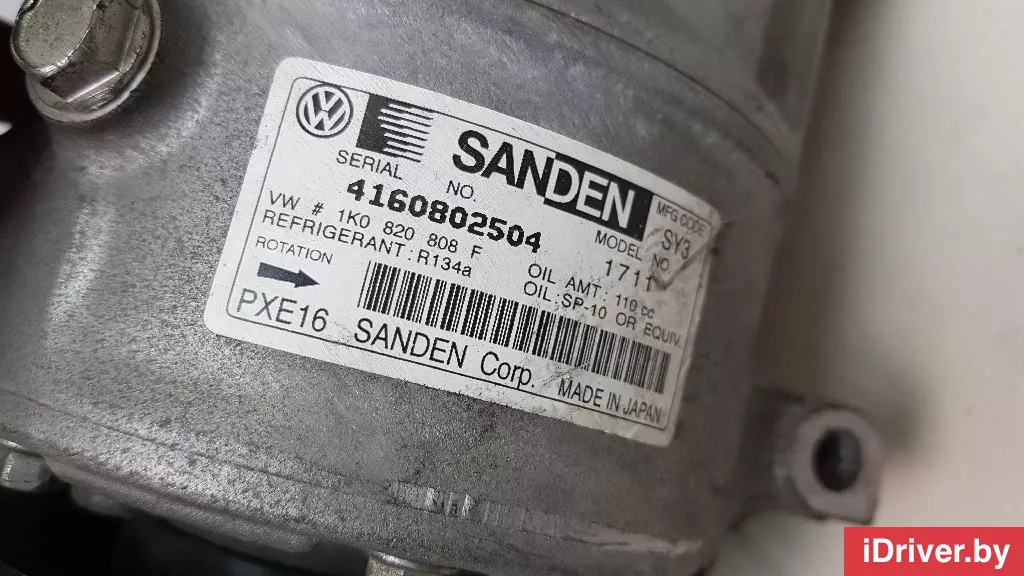 VW
SANDEN
MFG CODE
SY3
SERIAL NO.
4160802504
MODEL NO.
1711
VW # 1K0 820 808 F
REFRIGERANT: R134a
OIL AMT: 110 cc
OIL: SP-10 OR EQUIV.
ROTATION
PXE16
SANDEN Corp.
MADE IN JAPAN
iDriver.by